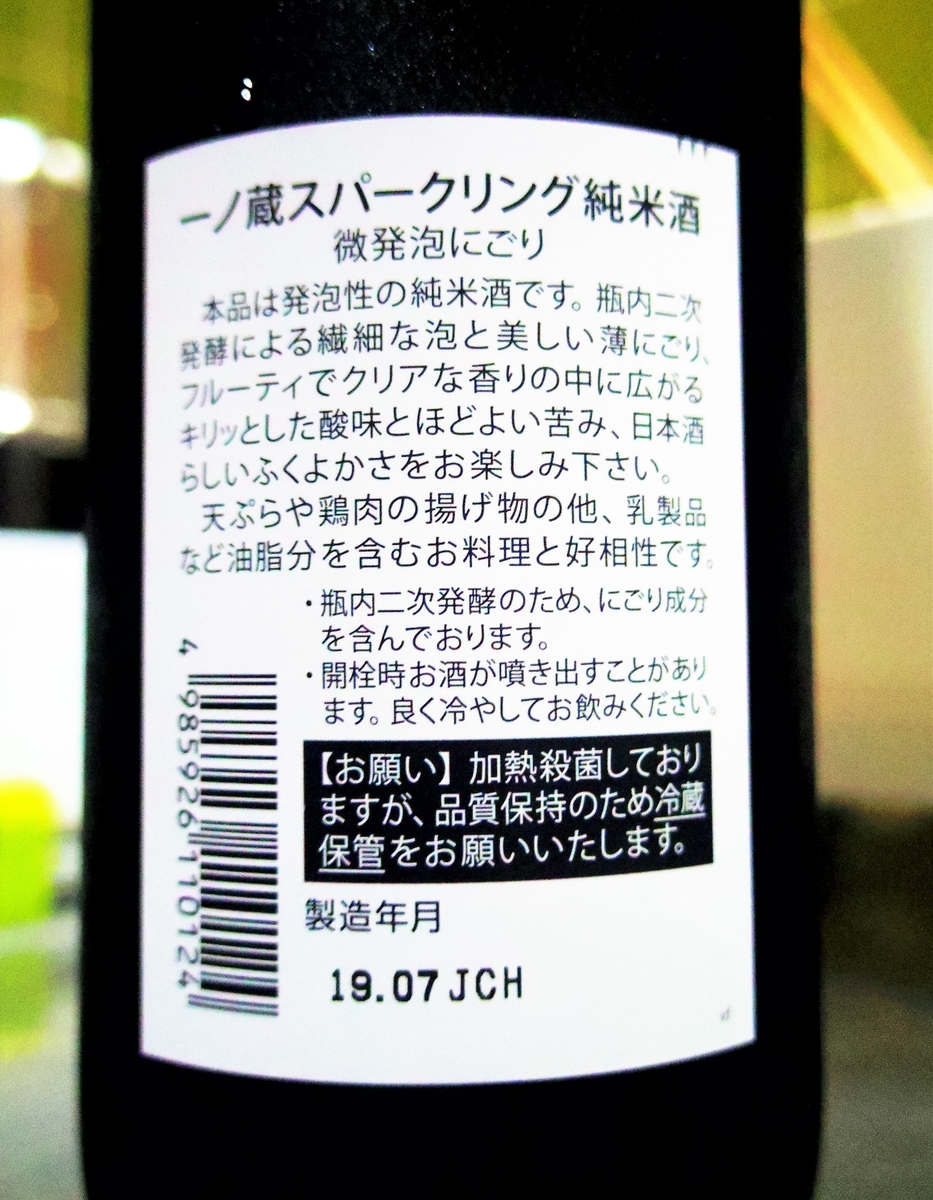 一ノ蔵スパークリング純米酒
微発泡にごり
本品は発泡性の純米酒です。瓶内二次
発酵による繊細な泡と美しい薄にごり、
フルーティでクリアな香りの中に広がる
キリッとした酸味とほどよい苦み、日本酒
らしいふくよかさをお楽しみ下さい。
天ぷらや鶏肉の揚げ物の他、乳製品
など油脂分を含むお料理と好相性です。
・瓶内二次発酵のため、にごり成分
を含んでおります。
・開栓時お酒が噴き出すことがあり
ます。良く冷やしてお飲みください。
【お願い】加熱殺菌しており
ますが、品質保持のため冷蔵
保管をお願いいたします。
製造年月
19.07JCH
4 985926 110124